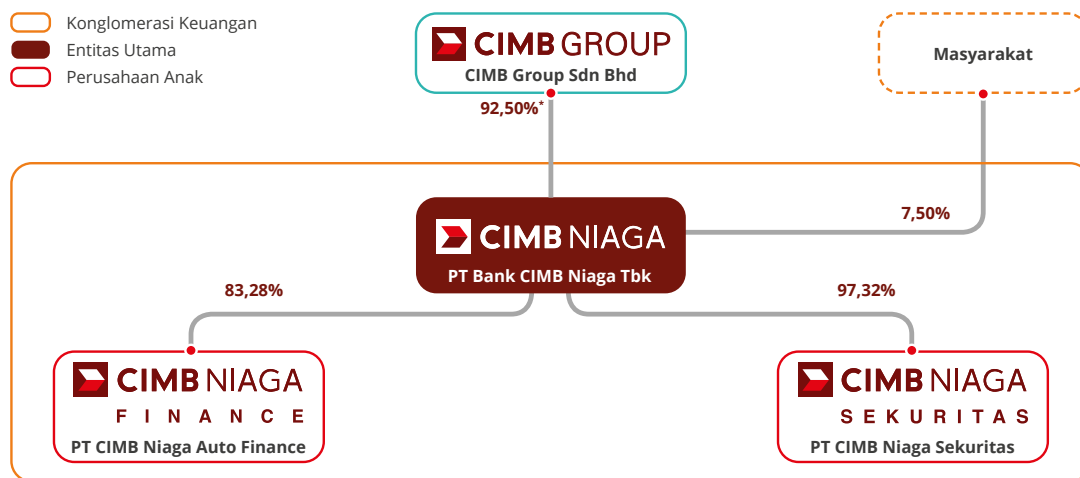 Konglomerasi Keuangan
Entitas Utama
Perusahaan Anak
CIMB GROUP
CIMB Group Sdn Bhd
Masyarakat
92,50%*
7,50%
CIMB NIAGA
PT Bank CIMB Niaga Tbk
83,28%
97,32%
CIMB NIAGA
FINANCE
PT CIMB Niaga Auto Finance
CIMB NIAGA
SEKURITAS
PT CIMB Niaga Sekuritas